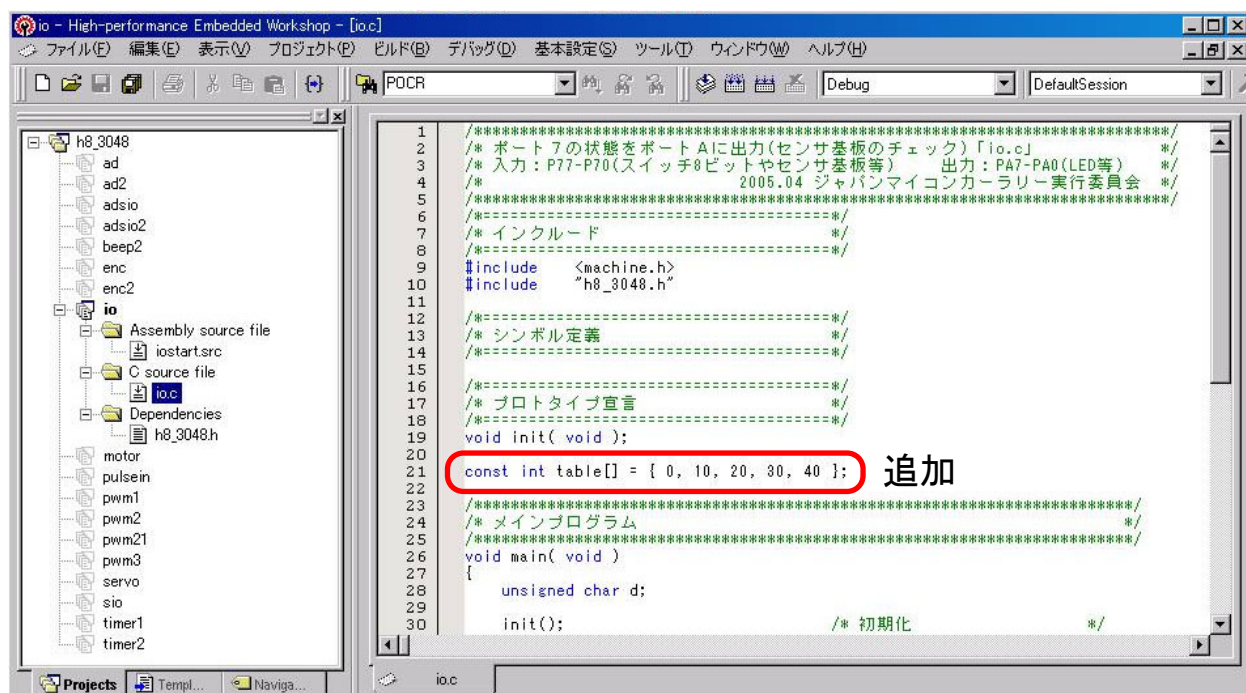 io - High-performance Embedded Workshop - [io.c]
ファイル(F) 編集(E) 表示(V) プロジェクト(P) ビルド(B) デバッグ(D) 基本設定(S) ツール(T) ウィンドウ(W) ヘルプ(H)
POCR Debug DefaultSession
h8_3048
ad
ad2
adsio
adsio2
beep2
enc
enc2
io
Assembly source file
iostart.src
C source file
io.c
Dependencies
h8_3048.h
motor
pulsein
pwm1
pwm2
pwm21
pwm3
servo
sio
timer1
timer2
Projects Templ... Naviga...
1 /****************************************************************************/
2 /* ポート7の状態をポートAに出力(センサ基板のチェック)「io.c」 */
3 /* 入力:P77-P70(スイッチ8ビットやセンサ基板等) 出力:PA7-PA0(LED等) */
4 /* 2005.04 ジャパンマイコンカーラリー実行委員会 */
5 /****************************************************************************/
6 /*======================================*/
7 /* インクルード */
8 /*======================================*/
9 #include <machine.h>
10 #include "h8_3048.h"
11
12 /*======================================*/
13 /* シンボル定義 */
14 /*======================================*/
15
16 /*======================================*/
17 /* プロトタイプ宣言 */
18 /*======================================*/
19 void init( void );
20
21 const int table[] = { 0, 10, 20, 30, 40 }; 追加
22
23 /************************************************************************/
24 /* メインプログラム */
25 /************************************************************************/
26 void main( void )
27 {
28 unsigned char d;
29
30 init(); /* 初期化 */
io.c